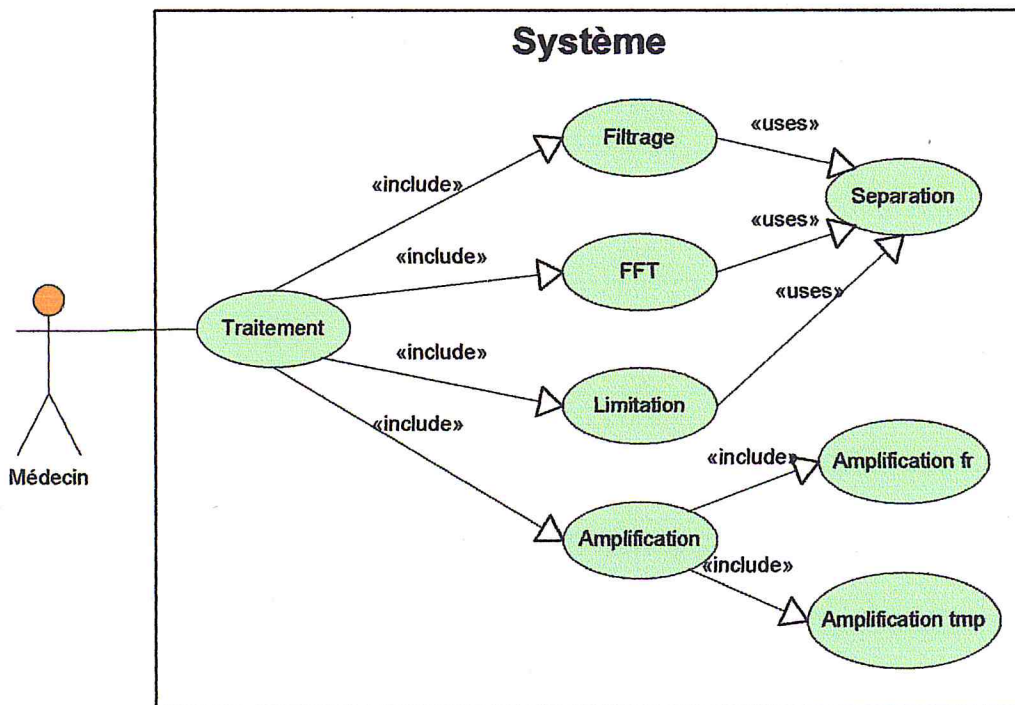 Système
Filtrage
«uses»
«include»
Separation
«uses»
«include»
FFT
«uses»
Traitement
«include»
Limitation
«include»
Médecin
«include»
Amplification fr
Amplification
«include»
Amplification tmp